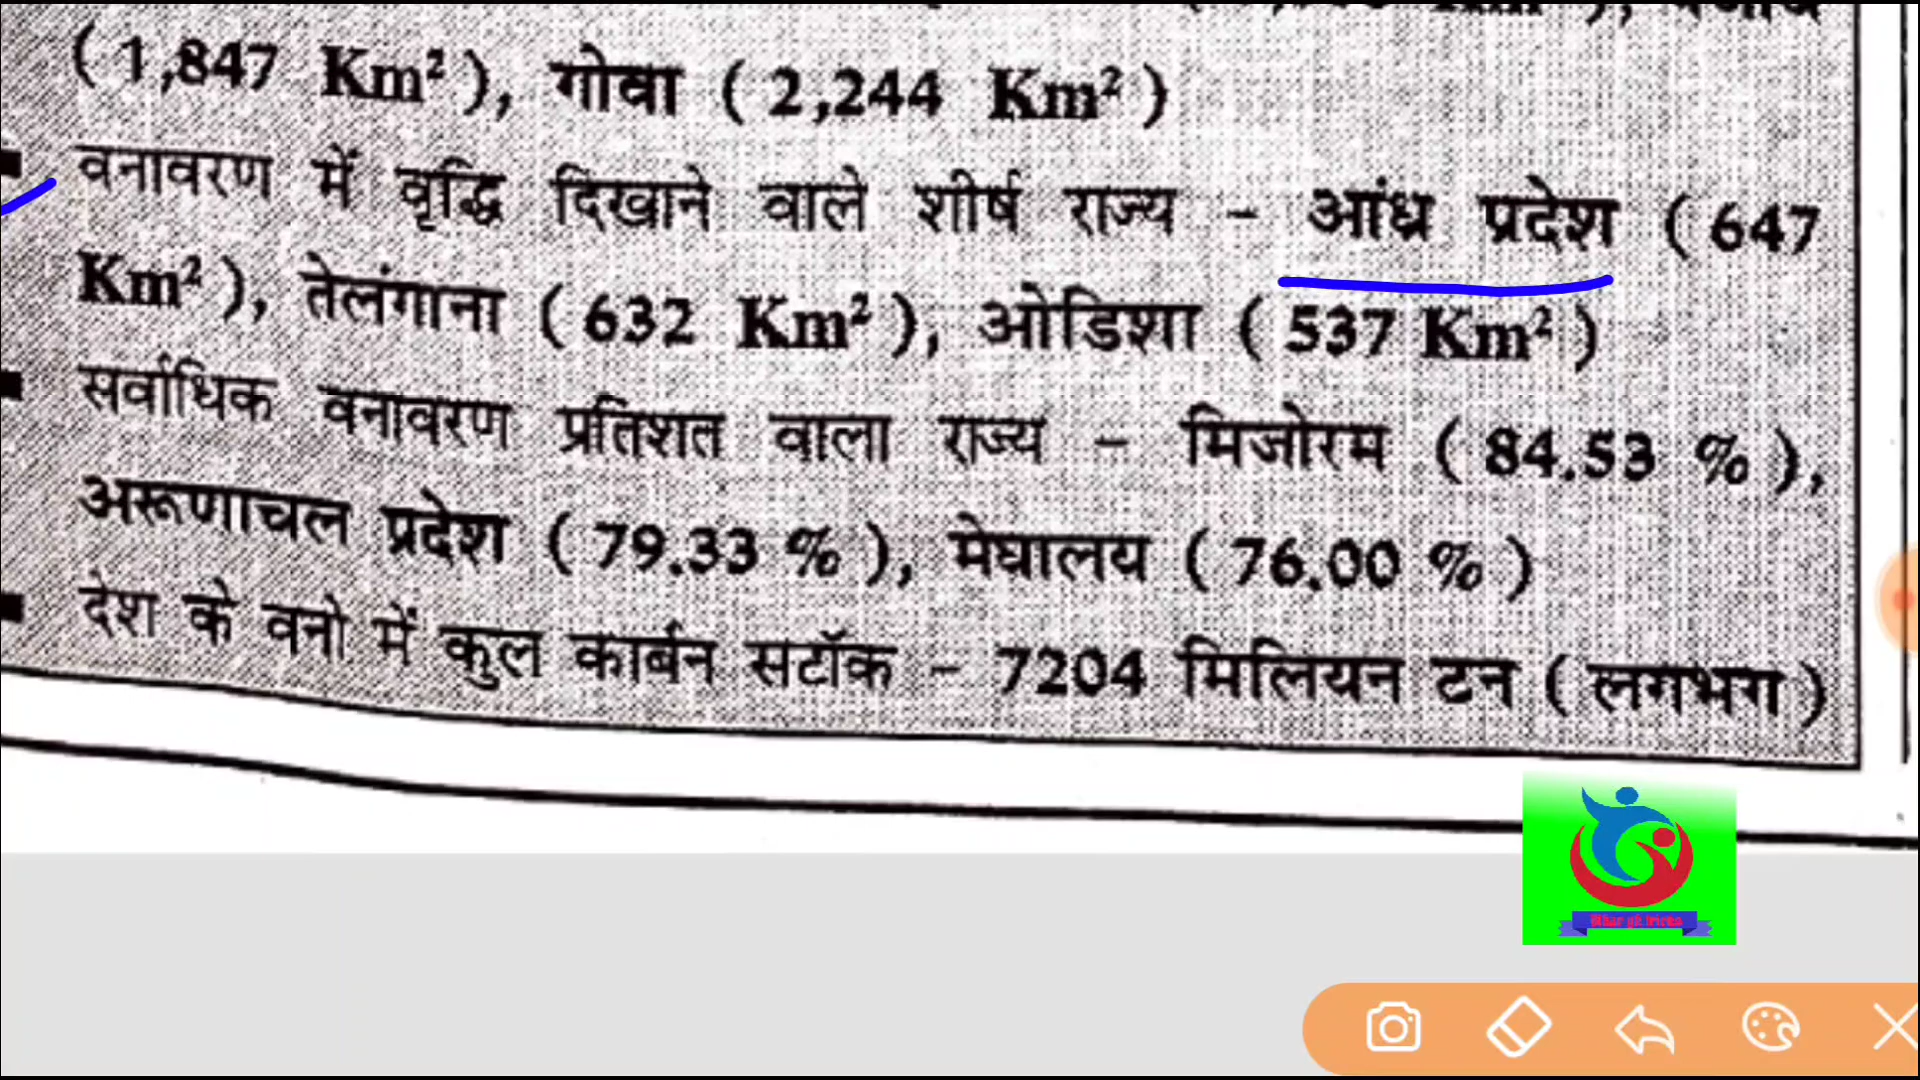 ( 1,847 Km² ), गोवा ( 2,244 Km² )
वनावरण में वृद्धि दिखाने वाले शीर्ष राज्य - आंध्र प्रदेश ( 647
Km² ), तेलंगाना ( 632 Km² ), ओडिशा ( 537 Km² )
सर्वाधिक वनावरण प्रतिशत वाला राज्य - मिजोरम ( 84.53 % ),
अरूणाचल प्रदेश ( 79.33 % ), मेघालय ( 76.00 % )
देश के वनो में कुल कार्बन सटॉक - 7204 मिलियन टन ( लगभग )